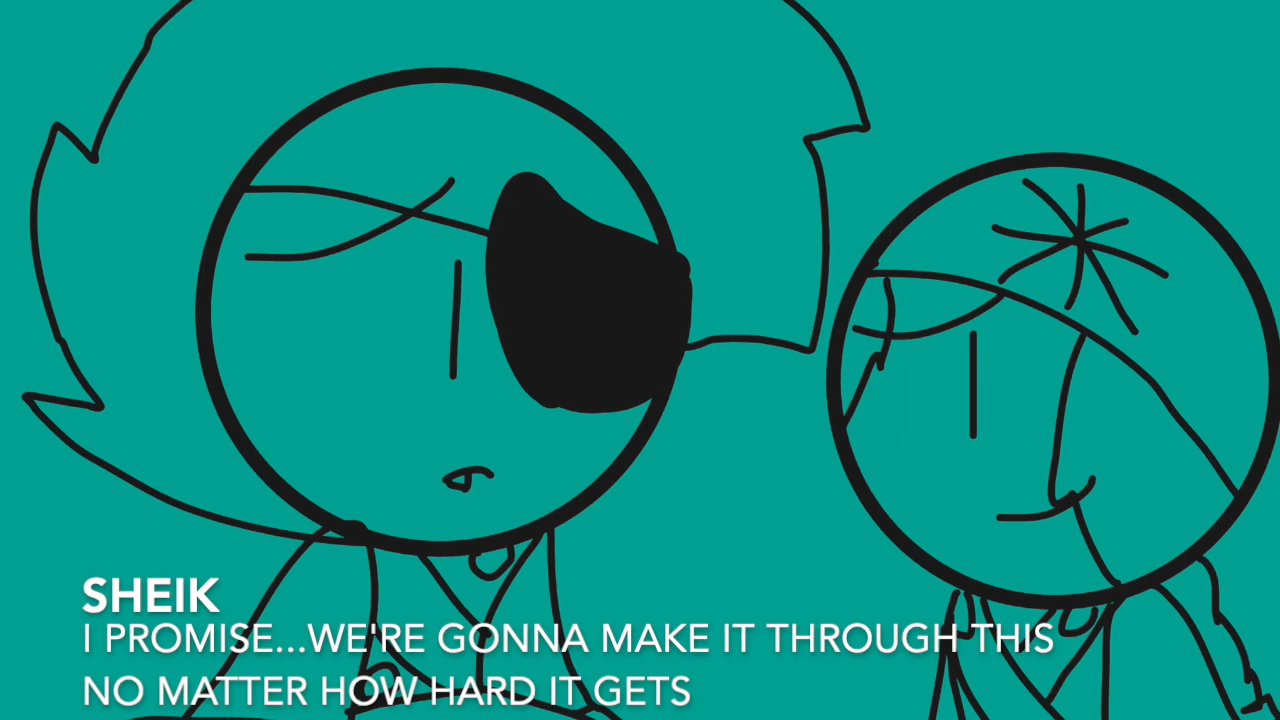 SHEIK
I PROMISE...WE'RE GONNA MAKE IT THROUGH THIS
NO MATTER HOW HARD IT GETS